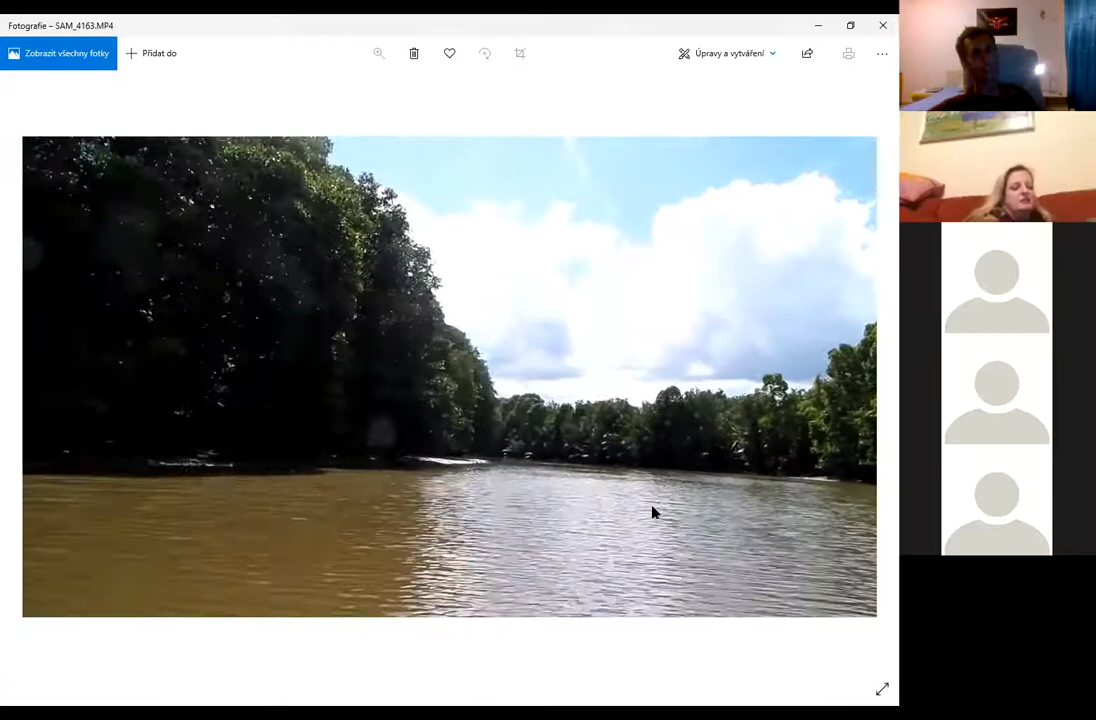 Fotografie – SAM_4163.MP4
Zobrazit všechny fotky
Přidat do
Úpravy a vytváření